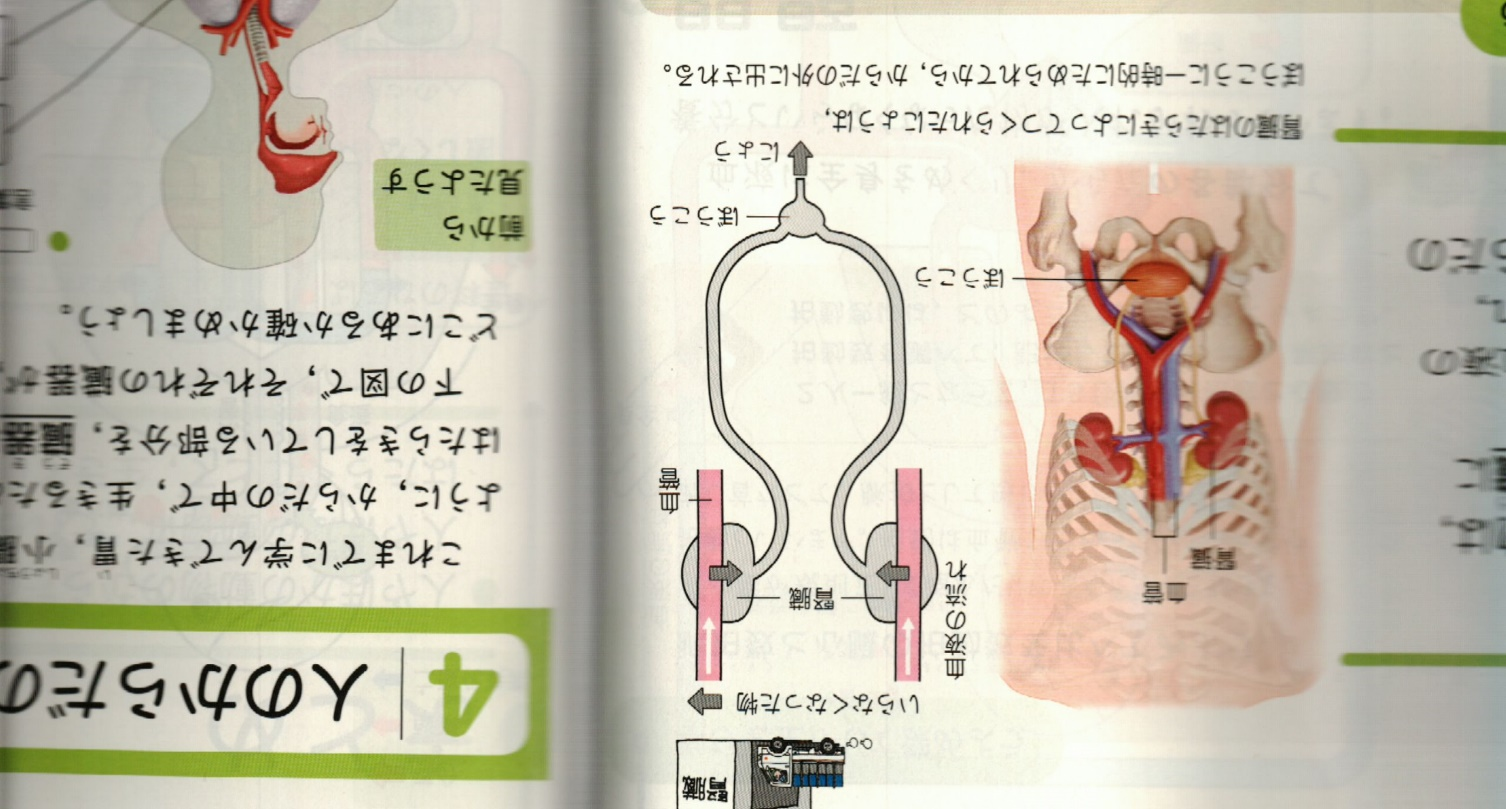 腎臓
いらなくなった物
血管
腎臓
血液の流れ
腎臓
血管
ぼうこう
ぼうこう
にょう
腎臓のはたらきによってつくられたにょうは,
ぼうこうに一時的にためられてから,からだの外に出される。
4 人のからだの
これまでに学んできた胃,小腸
ように,からだの中で,生きるた
はたらきをしている部分を,臓器
下の図で,それぞれの臓器が,
どこにあるか確かめましょう。
前から
見たようす